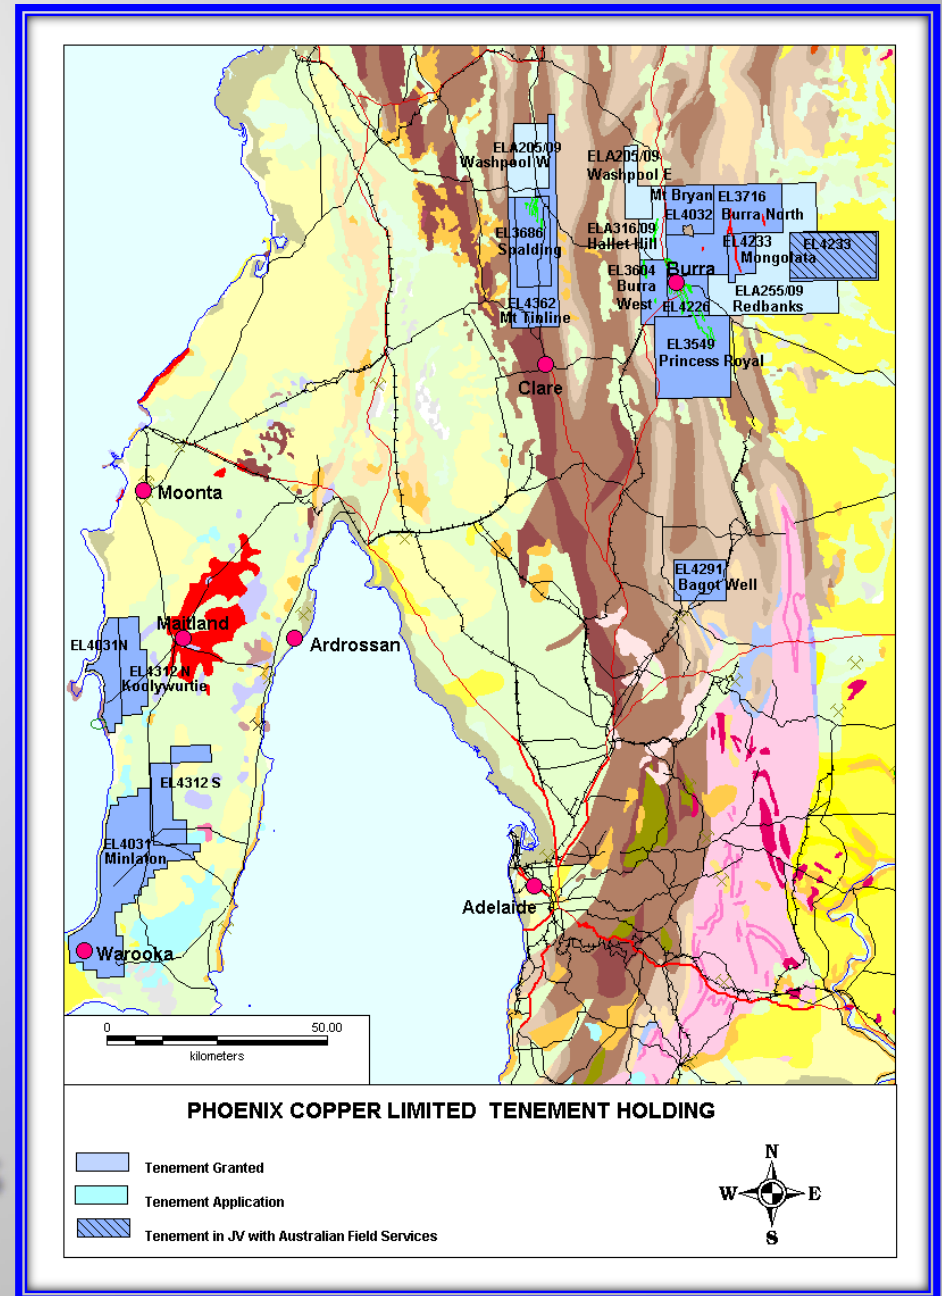 ELA205/09
Washpool W
ELA205/09
Washpool E
Mt Bryan
EL3716
EL4032
Burra North
EL3686
Spalding
ELA316/09
Hallet Hill
EL4233
Mongolata
EL4233
EL3604
Burra
West
Burra
EL4226
ELA255/09
Redbanks
EL4362
Mt Tinline
EL3549
Princess Royal
Clare
Moonta
EL4291
Bagot Well
Maitland
Ardrossan
EL4031N
EL4312 N
Koolywurtie
EL4312 S
EL4031
Minlaton
Adelaide
Warooka
0 50.00
kilometers
PHOENIX COPPER LIMITED TENEMENT HOLDING
Tenement Granted
Tenement Application
Tenement in JV with Australian Field Services
N
W E
S